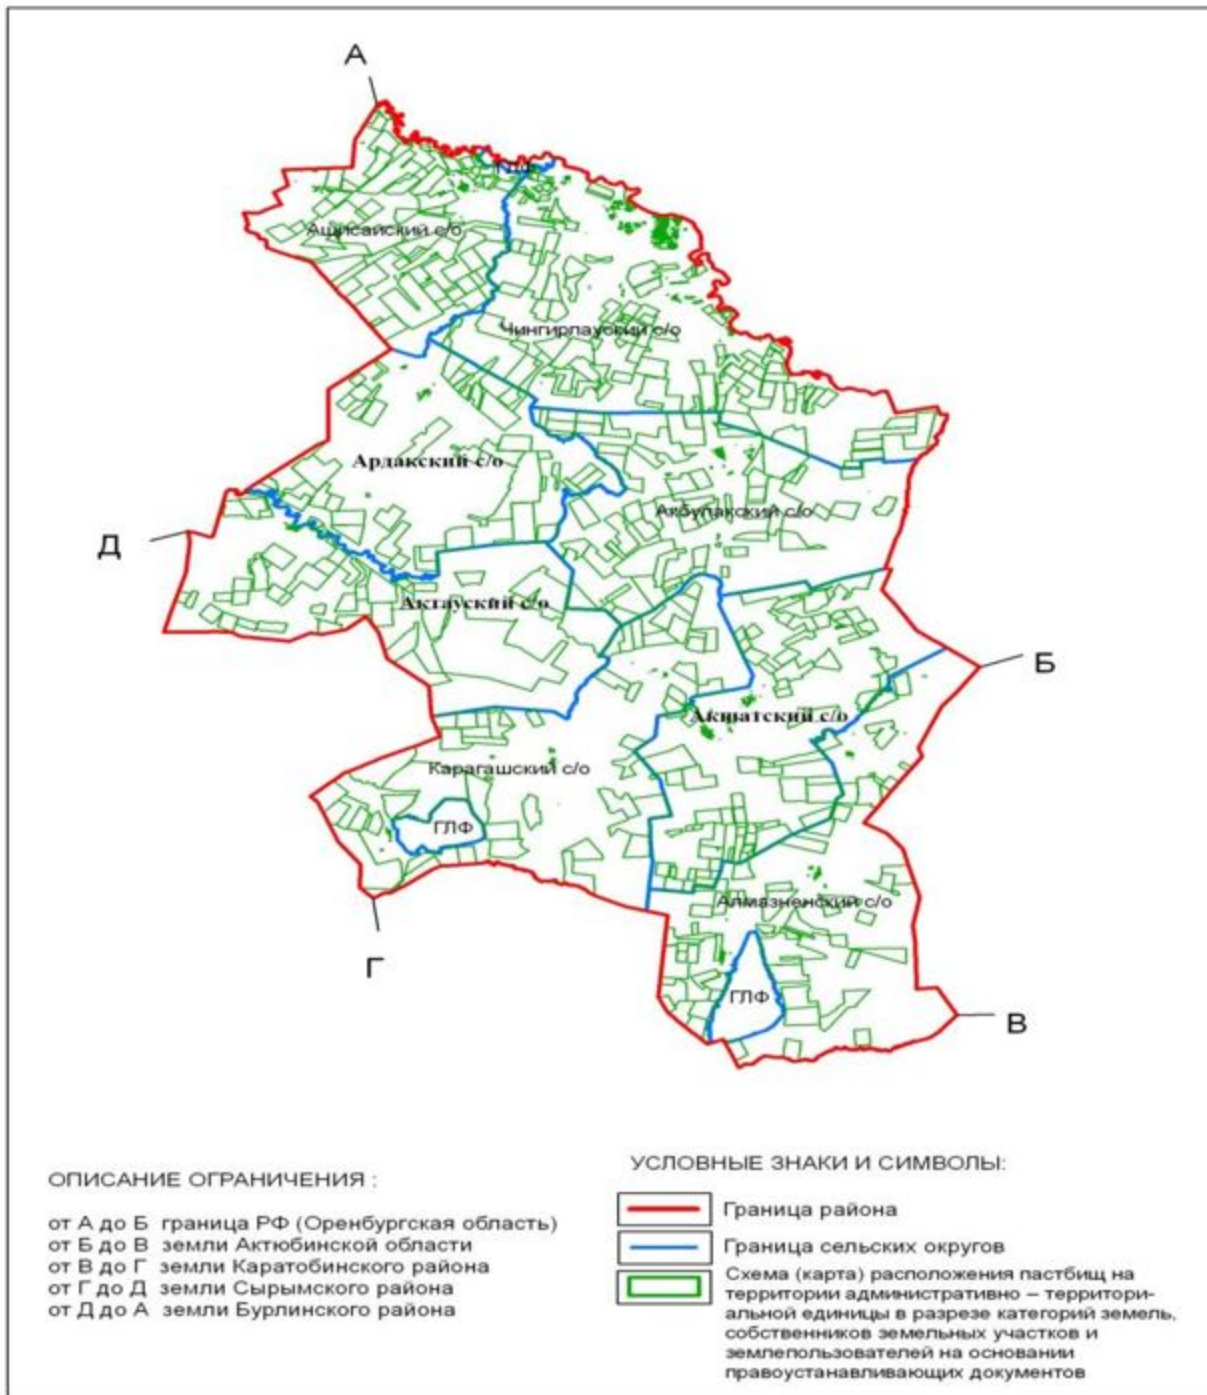 А
ГЛФ
Ащисайский с/о
Чингирлауский с/о
Ардакский с/о
Акбулакский с/о
Д
Актауский с/о
Б
Акшатский с/о
Карагашский с/о
ГЛФ
Алмазненский с/о
Г
ГЛФ
В
ОПИСАНИЕ ОГРАНИЧЕНИЯ :
от А до Б граница РФ (Оренбургская область)
от Б до В земли Актюбинской области
от В до Г земли Каратобинского района
от Г до Д земли Сырымского района
от Д до А земли Бурлинского района
УСЛОВНЫЕ ЗНАКИ И СИМВОЛЫ:
Граница района
Граница сельских округов
Схема (карта) расположения пастбищ на
территории административно – территори-
альной единицы в разрезе категорий земель,
собственников земельных участков и
землепользователей на основании
правоустанавливающих документов